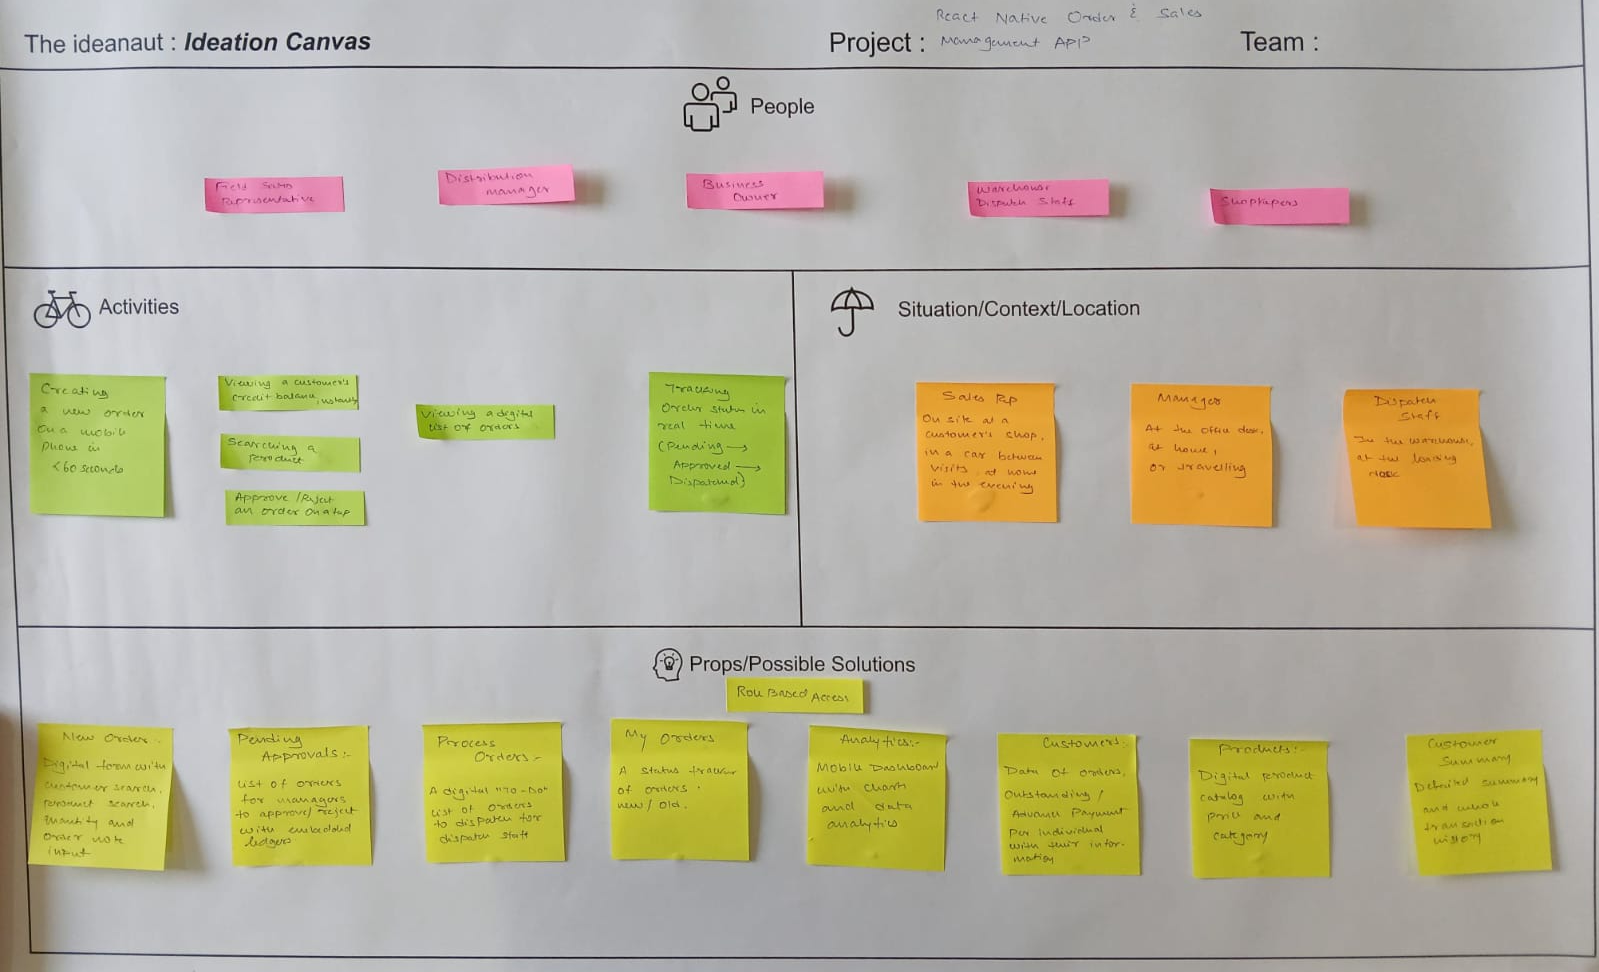 React Native Order & Sales
The ideanaut : Ideation Canvas
Project : Management APP
Team :
People
Field Sales
Representative
Distribution
manager
Business
Owner
Warehouse
Dispatch Staff
Shopkeepers
Activities
Creating
a new order
on a mobile
phone in
<60 seconds
Viewing a customer's
credit balance instantly
Searching a
product
Approve /Reject
an order on a tap
Viewing a digital
list of orders
Tracking
Order status in
real time
(Pending →
Approved →
Dispatched)
Situation/Context/Location
Sales Rep
On site at a
customer's shop,
in a car between
visits, at home
in the evening
Manager
At the office desk,
at home,
or travelling
Dispatch
Staff
In the warehouse,
at the loading
dock
Props/Possible Solutions
Role Based Access
New Order :-
Digital form with
customer search,
product search,
quantity and
order note
input
Pending
Approvals:-
List of orders
for managers
to approve/reject
with embedded
ledgers
Process
Orders :-
A digital "TO-DO"
list of orders
to dispatch for
dispatch staff
My Orders
A status tracker
of orders
new/old.
Analytics:-
Mobile Dashboard
with chart
and data
analytics
Customers:
Data of orders,
Outstanding /
Advance Payment
Per individual
with their infor-
mation
Products:-
Digital product
catalog with
price and
category
Customer
Summary
Detailed summary
and whole
transaction
history